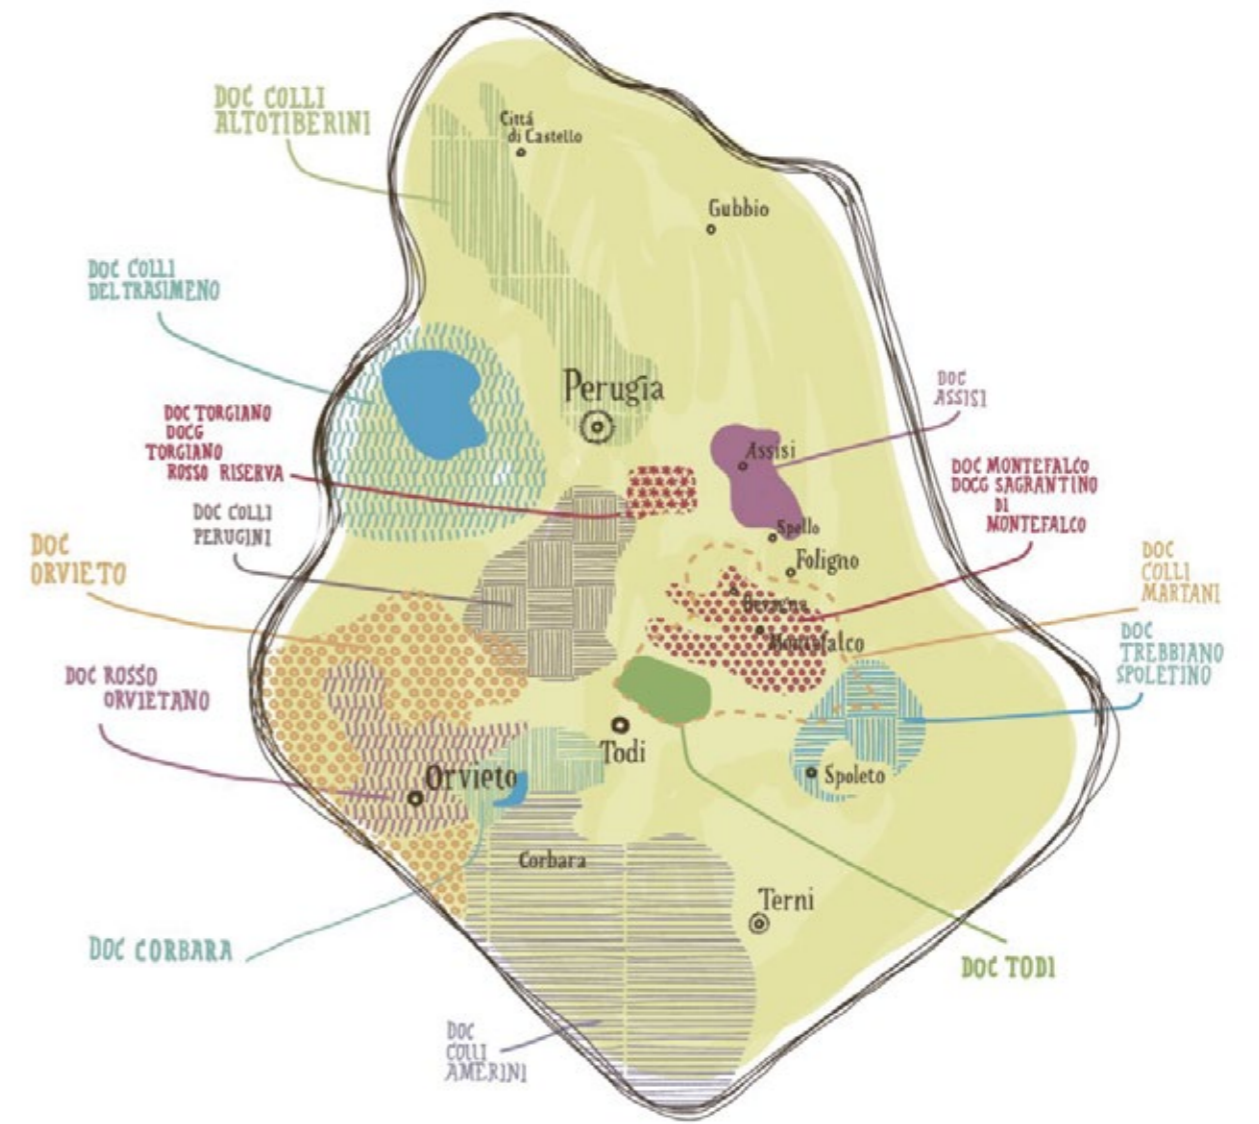 DOC COLLI
ALTOTIBERINI
Cittá
di Castello
Gubbio
DOC COLLI
DEL TRASIMENO
Perugia
DOC
ASSISI
DOC TORGIANO
DOCG
TORGIANO
ROSSO RISERVA
Assisi
DOC MONTEFALCO
DOCG SAGRANTINO
DI
MONTEFALCO
DOC COLLI
PERUGINI
Spello
Foligno
DOC
ORVIETO
DOC
COLLI
MARTANI
Bevagna
Montefalco
DOC
TREBBIANO
SPOLETINO
DOC ROSSO
ORVIETANO
Todi
Orvieto
Spoleto
Corbara
Terni
DOC CORBARA
DOC TODI
DOC
COLLI
AMERINI